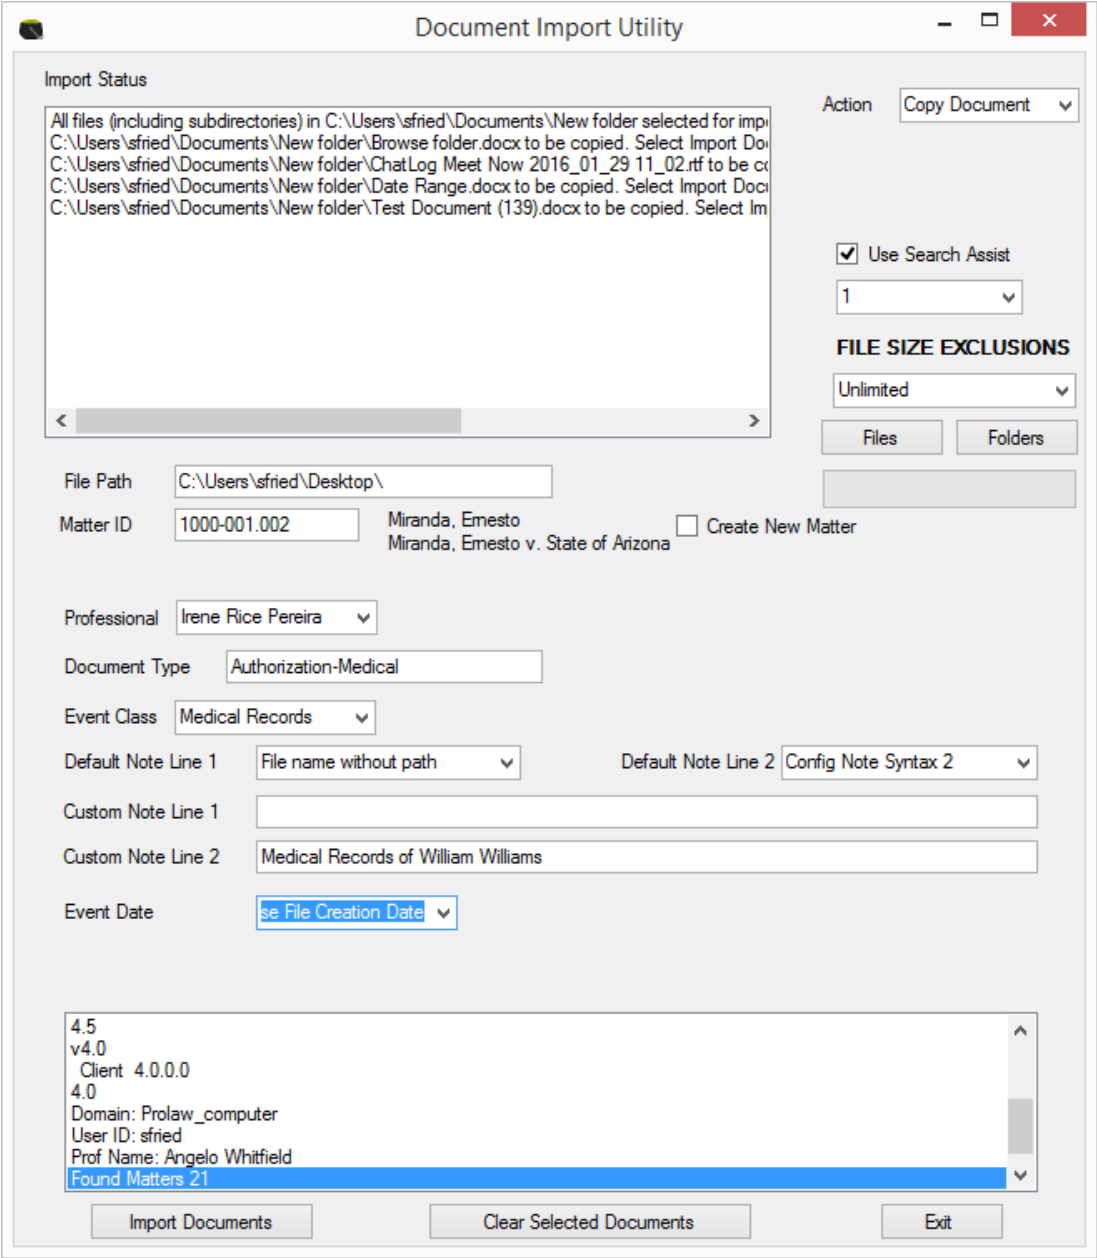 Document Import Utility
Import Status
Action
Copy Document
All files (including subdirectories) in C:\Users\sfried\Documents\New folder selected for imp
C:\Users\sfried\Documents\New folder\Browse folder.docx to be copied. Select Import Do
C:\Users\sfried\Documents\New folder\ChatLog Meet Now 2016_01_29 11_02.rtf to be co
C:\Users\sfried\Documents\New folder\Date Range.docx to be copied. Select Import Docu
C:\Users\sfried\Documents\New folder\Test Document (139).docx to be copied. Select Im
Use Search Assist
1
FILE SIZE EXCLUSIONS
Unlimited
Files
Folders
File Path
C:\Users\sfried\Desktop\
Matter ID
1000-001.002
Miranda, Ernesto
Miranda, Ernesto v. State of Arizona
Create New Matter
Professional
Irene Rice Pereira
Document Type
Authorization-Medical
Event Class
Medical Records
Default Note Line 1
File name without path
Default Note Line 2
Config Note Syntax 2
Custom Note Line 1
Custom Note Line 2
Medical Records of William Williams
Event Date
se File Creation Date
4.5
v4.0
Client 4.0.0.0
4.0
Domain: Prolaw_computer
User ID: sfried
Prof Name: Angelo Whitfield
Found Matters 21
Import Documents
Clear Selected Documents
Exit